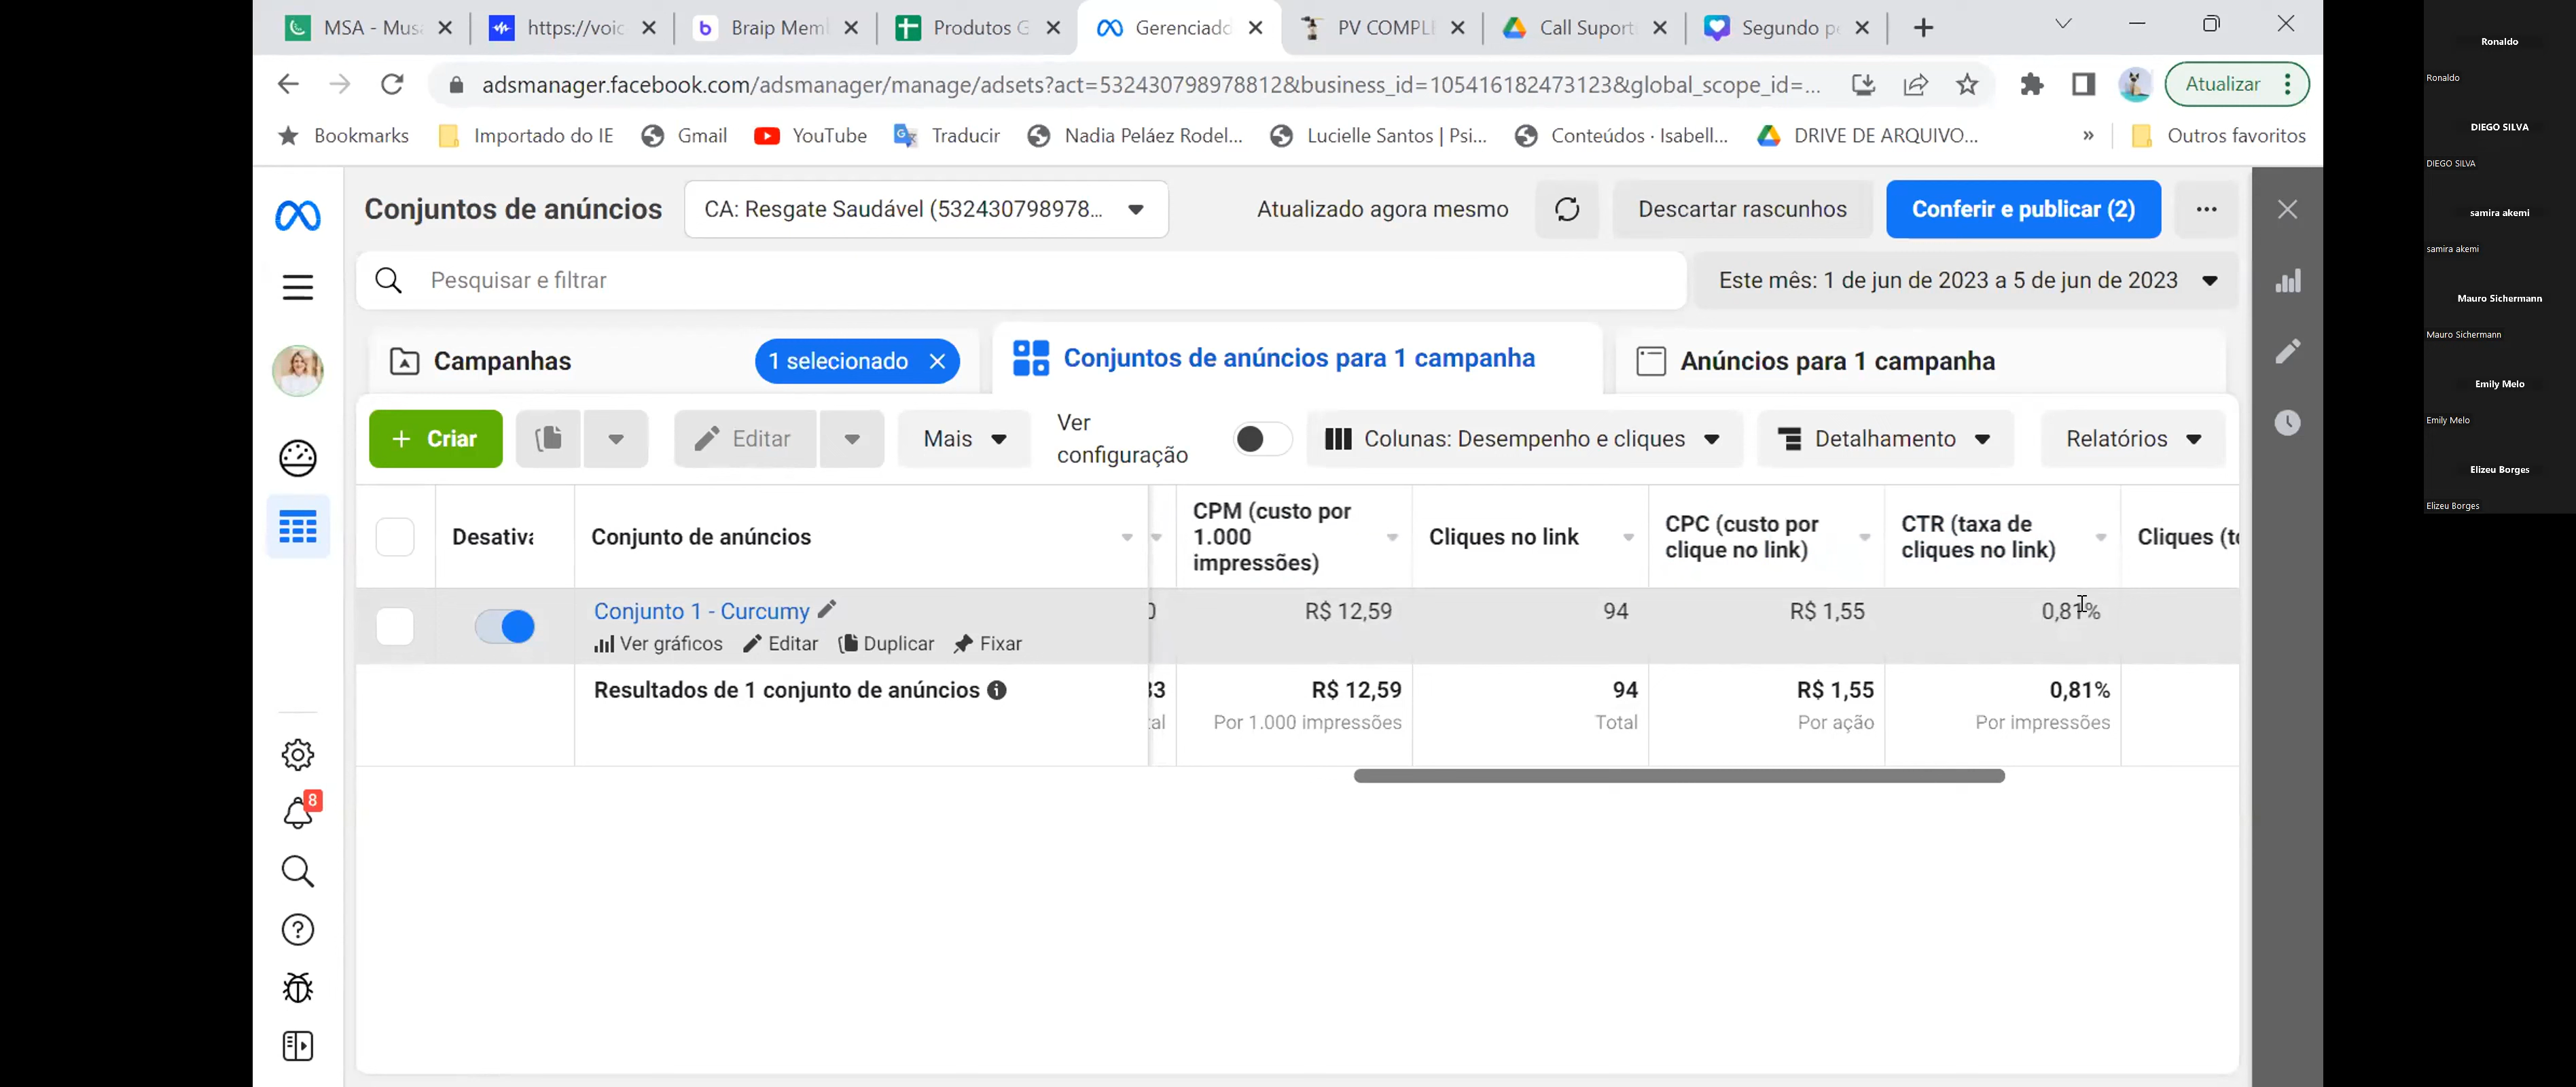 MSA - Mus
https://voic
Braip Mem
Produtos G
Gerenciado
PV COMPL
Call Suport
Segundo p
adsmanager.facebook.com/adsmanager/manage/adsets?act=532430798978812&business_id=105416182473123&global_scope_id=...
Atualizar
Bookmarks
Importado do IE
Gmail
YouTube
Traducir
Nadia Peláez Rodel...
Lucielle Santos | Psi...
Conteúdos · Isabell...
DRIVE DE ARQUIVO...
»
Outros favoritos
Conjuntos de anúncios
CA: Resgate Saudável (532430798978...
Atualizado agora mesmo
Descartar rascunhos
Conferir e publicar (2)
Pesquisar e filtrar
Este mês: 1 de jun de 2023 a 5 de jun de 2023
Campanhas
1 selecionado
Conjuntos de anúncios para 1 campanha
Anúncios para 1 campanha
+ Criar
Editar
Mais
Ver
configuração
Colunas: Desempenho e cliques
Detalhamento
Relatórios
Desativa
Conjunto de anúncios
CPM (custo por
1.000
impressões)
Cliques no link
CPC (custo por
clique no link)
CTR (taxa de
cliques no link)
Cliques (to
Conjunto 1 - Curcumy
0
R$ 12,59
94
R$ 1,55
0,81%
Ver gráficos
Editar
Duplicar
Fixar
Resultados de 1 conjunto de anúncios
33
R$ 12,59
94
R$ 1,55
0,81%
al
Por 1.000 impressões
Total
Por ação
Por impressões
8
Ronaldo
Ronaldo
DIEGO SILVA
DIEGO SILVA
samira akemi
samira akemi
Mauro Sichermann
Mauro Sichermann
Emily Melo
Emily Melo
Elizeu Borges
Elizeu Borges